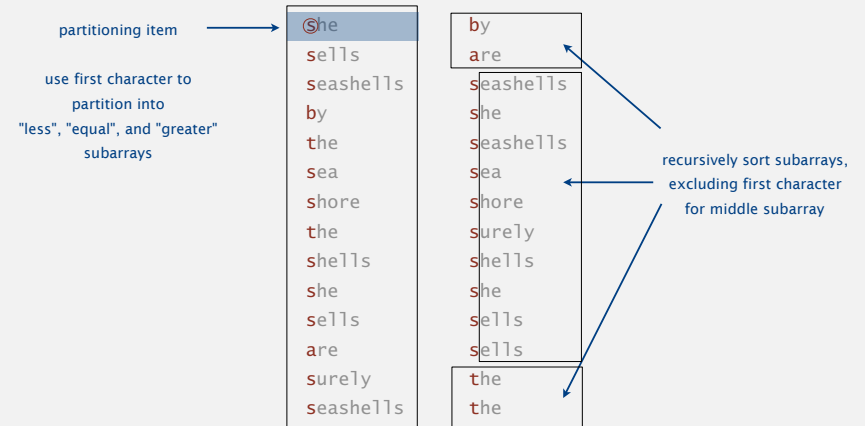 partitioning item
use first character to
partition into
"less", "equal", and "greater"
subarrays
she
sells
seashells
by
the
sea
shore
the
shells
she
sells
are
surely
seashells
by
are
seashells
she
seashells
sea
shore
surely
shells
she
sells
sells
the
the
recursively sort subarrays,
excluding first character
for middle subarray